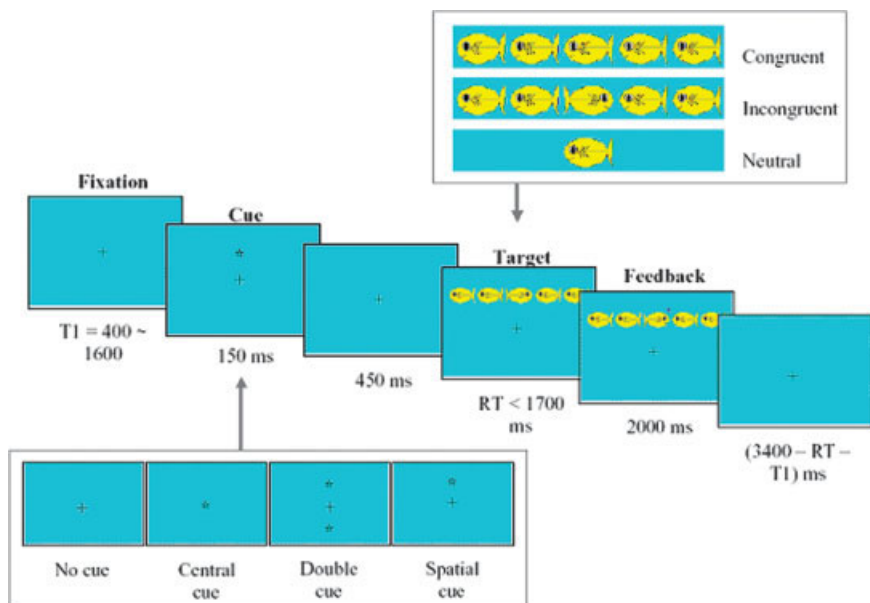 Congruent
Incongruent
Neutral
Fixation
Cue
Target
Feedback
T1 = 400 ~
1600
150 ms
450 ms
RT < 1700
ms
2000 ms
(3400 – RT –
T1) ms
No cue
Central
cue
Double
cue
Spatial
cue